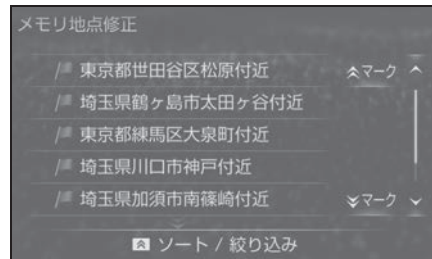 メモリ地点修正
東京都世田谷区松原付近 マーク
埼玉県鶴ヶ島市太田ヶ谷付近
東京都練馬区大泉町付近
埼玉県川口市神戸付近
埼玉県加須市南篠崎付近 マーク
ソート / 絞り込み